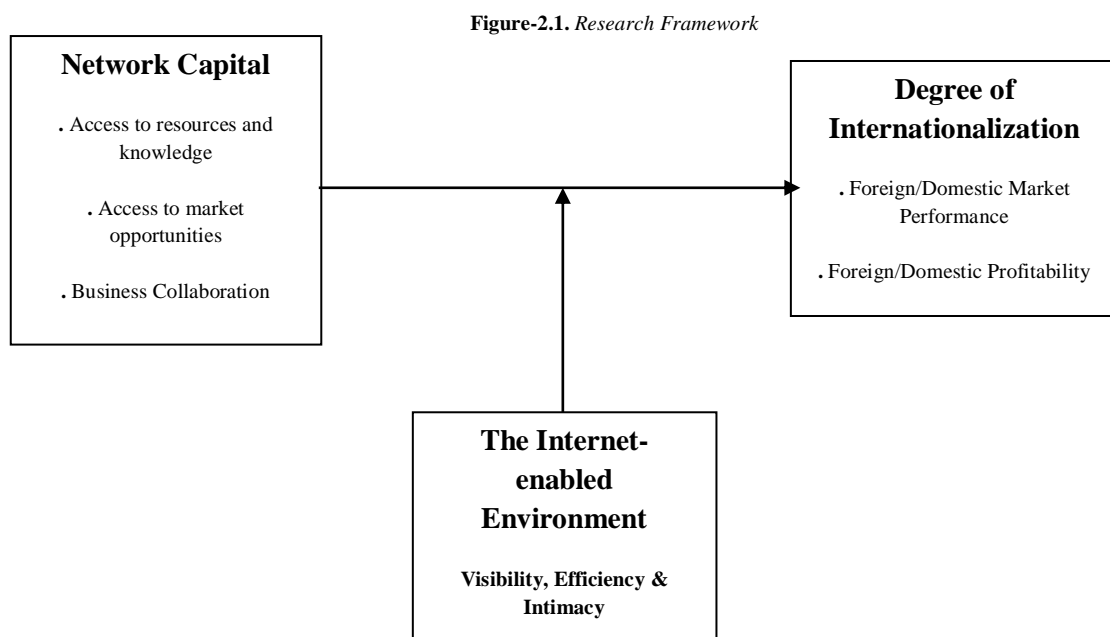 Figure-2.1. Research Framework
Network Capital
. Access to resources and
knowledge
. Access to market
opportunities
. Business Collaboration
Degree of
Internationalization
. Foreign/Domestic Market
Performance
. Foreign/Domestic Profitability
The Internet-
enabled
Environment
Visibility, Efficiency &
Intimacy